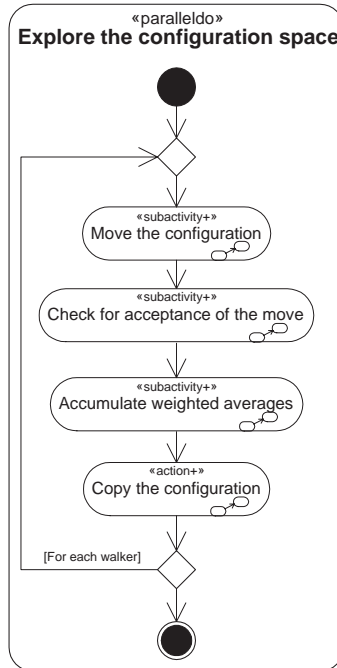 «paralleldo»
Explore the configuration space
«subactivity+»
Move the configuration
«subactivity+»
Check for acceptance of the move
«subactivity+»
Accumulate weighted averages
«action+»
Copy the configuration
[For each walker]